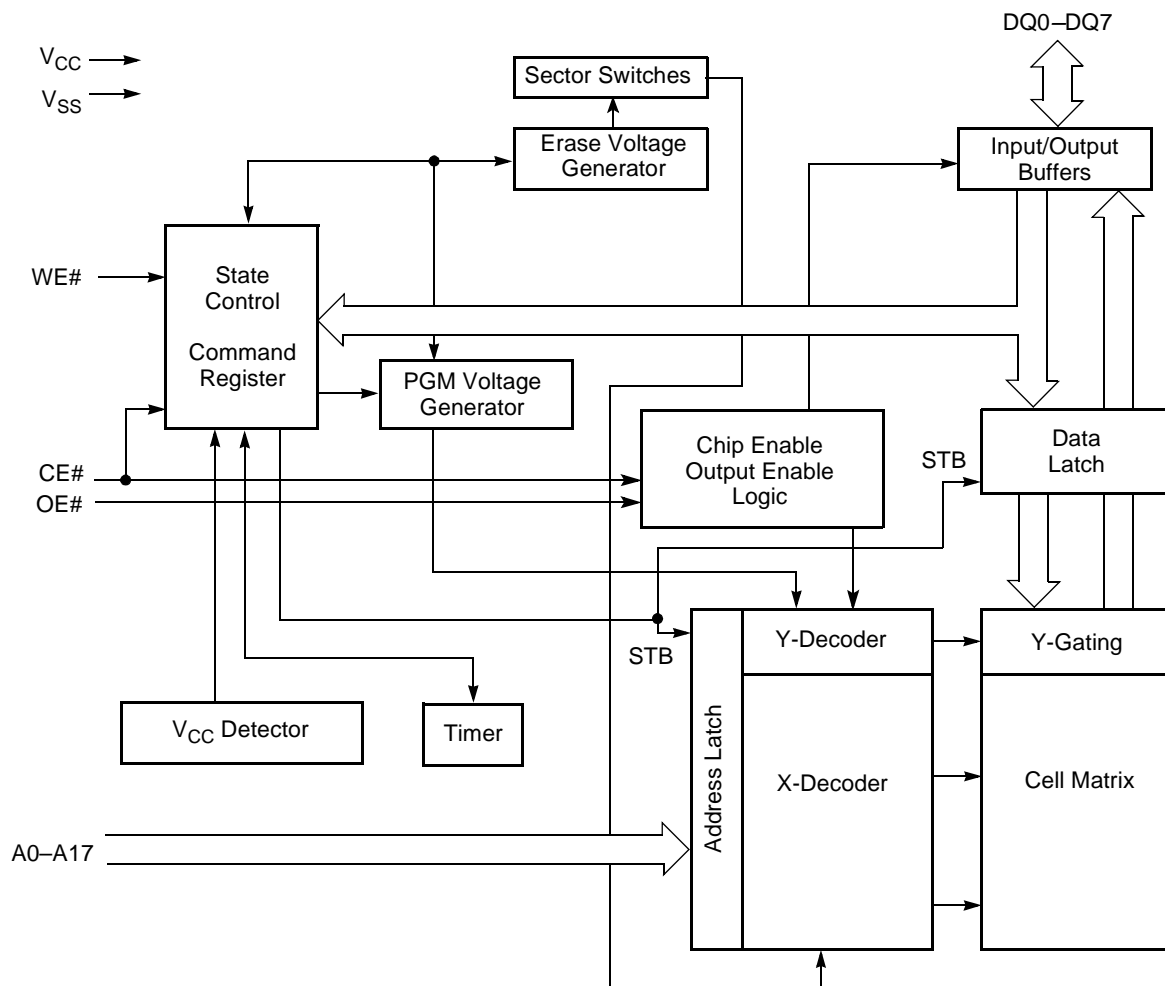 DQ0–DQ7
VCC
VSS
Sector Switches
Erase Voltage
Generator
Input/Output
Buffers
WE#
State
Control
Command
Register
PGM Voltage
Generator
Chip Enable
Output Enable
Logic
STB
Data
Latch
CE#
OE#
STB
Y-Decoder
Y-Gating
VCC Detector
Timer
Address Latch
X-Decoder
Cell Matrix
A0–A17